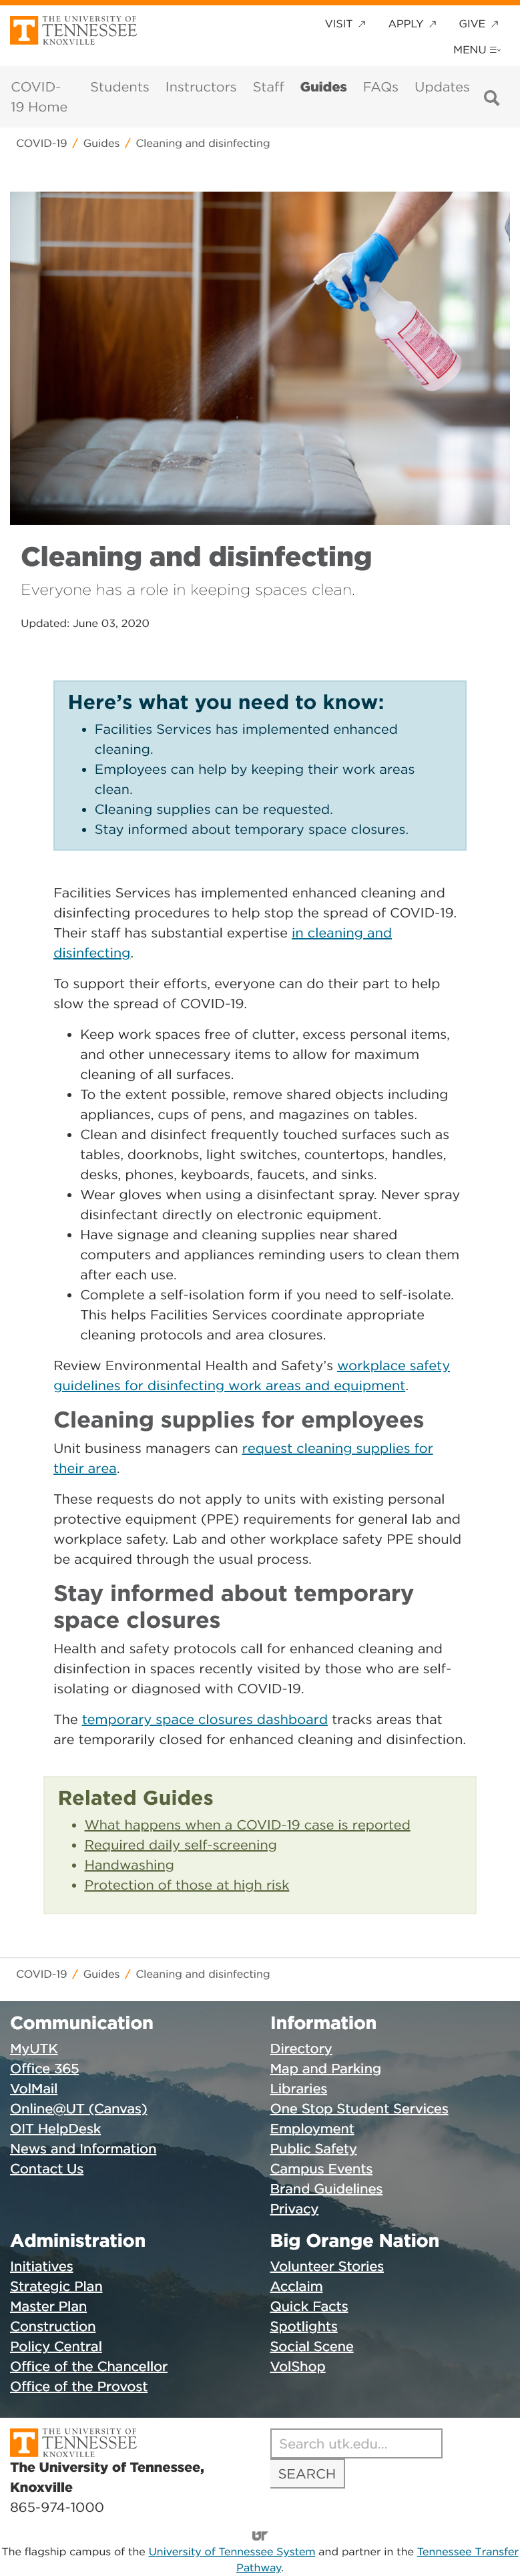 THE UNIVERSITY OF
TENNESSEE
KNOXVILLE
VISIT ↗ APPLY ↗ GIVE ↗
MENU
COVID-19 Home Students Instructors Staff Guides FAQs Updates
COVID-19 / Guides / Cleaning and disinfecting
Cleaning and disinfecting
Everyone has a role in keeping spaces clean.
Updated: June 03, 2020
Here’s what you need to know:
• Facilities Services has implemented enhanced
cleaning.
• Employees can help by keeping their work areas
clean.
• Cleaning supplies can be requested.
• Stay informed about temporary space closures.
Facilities Services has implemented enhanced cleaning and
disinfecting procedures to help stop the spread of COVID-19.
Their staff has substantial expertise in cleaning and
disinfecting.
To support their efforts, everyone can do their part to help
slow the spread of COVID-19.
• Keep work spaces free of clutter, excess personal items,
and other unnecessary items to allow for maximum
cleaning of all surfaces.
• To the extent possible, remove shared objects including
appliances, cups of pens, and magazines on tables.
• Clean and disinfect frequently touched surfaces such as
tables, doorknobs, light switches, countertops, handles,
desks, phones, keyboards, faucets, and sinks.
• Wear gloves when using a disinfectant spray. Never spray
disinfectant directly on electronic equipment.
• Have signage and cleaning supplies near shared
computers and appliances reminding users to clean them
after each use.
• Complete a self-isolation form if you need to self-isolate.
This helps Facilities Services coordinate appropriate
cleaning protocols and area closures.
Review Environmental Health and Safety’s workplace safety
guidelines for disinfecting work areas and equipment.
Cleaning supplies for employees
Unit business managers can request cleaning supplies for
their area.
These requests do not apply to units with existing personal
protective equipment (PPE) requirements for general lab and
workplace safety. Lab and other workplace safety PPE should
be acquired through the usual process.
Stay informed about temporary
space closures
Health and safety protocols call for enhanced cleaning and
disinfection in spaces recently visited by those who are self-
isolating or diagnosed with COVID-19.
The temporary space closures dashboard tracks areas that
are temporarily closed for enhanced cleaning and disinfection.
Related Guides
• What happens when a COVID-19 case is reported
• Required daily self-screening
• Handwashing
• Protection of those at high risk
COVID-19 / Guides / Cleaning and disinfecting
Communication
MyUTK
Office 365
VolMail
Online@UT (Canvas)
OIT HelpDesk
News and Information
Contact Us
Information
Directory
Map and Parking
Libraries
One Stop Student Services
Employment
Public Safety
Campus Events
Brand Guidelines
Privacy
Administration
Initiatives
Strategic Plan
Master Plan
Construction
Policy Central
Office of the Chancellor
Office of the Provost
Big Orange Nation
Volunteer Stories
Acclaim
Quick Facts
Spotlights
Social Scene
VolShop
THE UNIVERSITY OF
TENNESSEE
KNOXVILLE
The University of Tennessee,
Knoxville
865-974-1000
Search utk.edu...
SEARCH
UT
The flagship campus of the University of Tennessee System and partner in the Tennessee Transfer
Pathway.